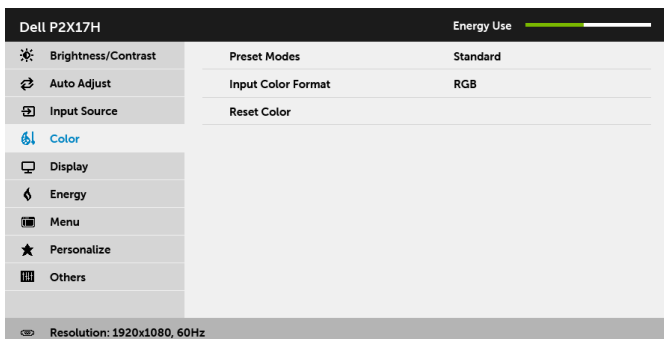 Dell P2X17H Energy Use
Brightness/Contrast Preset Modes Standard
Auto Adjust Input Color Format RGB
Input Source Reset Color
Color
Display
Energy
Menu
Personalize
Others
Resolution: 1920x1080, 60Hz